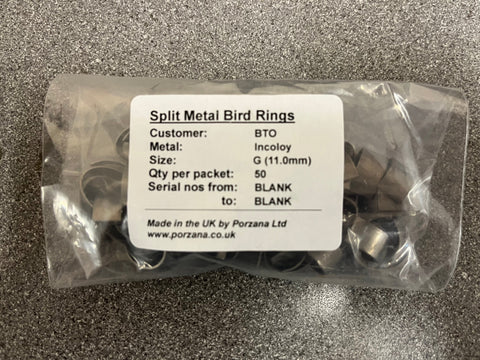 Split Metal Bird Rings
Customer: BTO
Metal: Incoloy
Size: G (11.0mm)
Qty per packet: 50
Serial nos from: BLANK
to: BLANK
Made in the UK by Porzana Ltd
www.porzana.co.uk